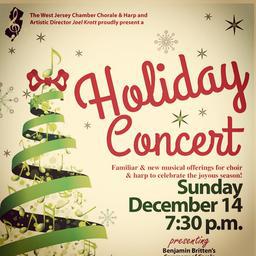 The West Jersey Chamber Chorale & Harp and
Artistic Director Joel Krott proudly present a
Holiday
Concert
Familiar & new musical offerings for choir
& harp to celebrate the joyous season!
Sunday
December 14
7:30 p.m.
presenting
Benjamin Britten's